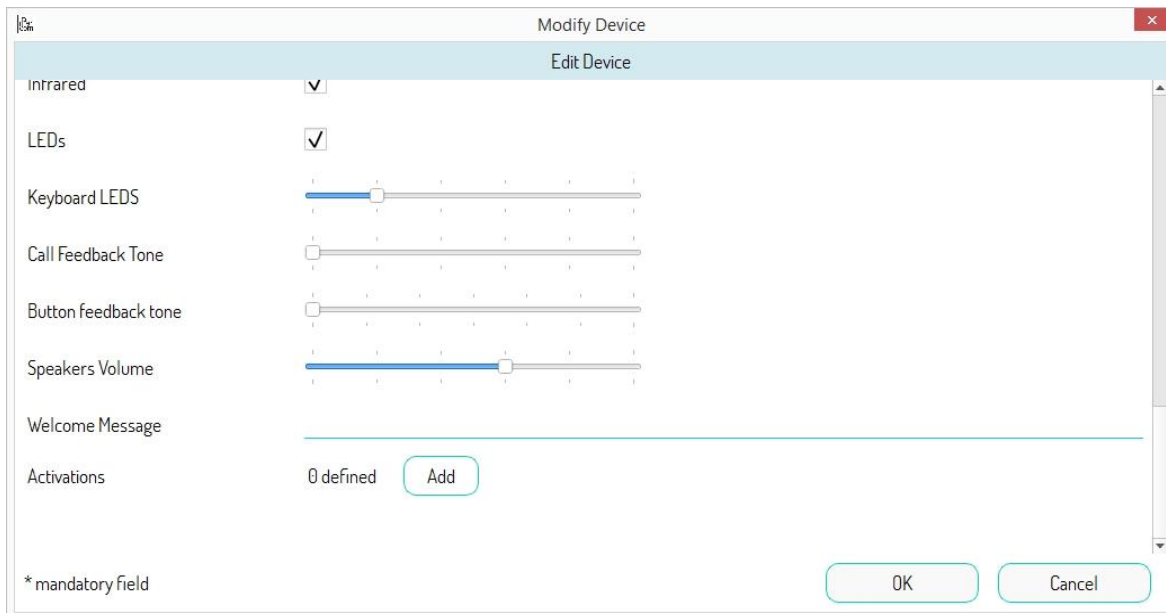 Modify Device
Edit Device
Infrared
LEDs
Keyboard LEDS
Call Feedback Tone
Button feedback tone
Speakers Volume
Welcome Message
Activations 0 defined Add
* mandatory field OK Cancel